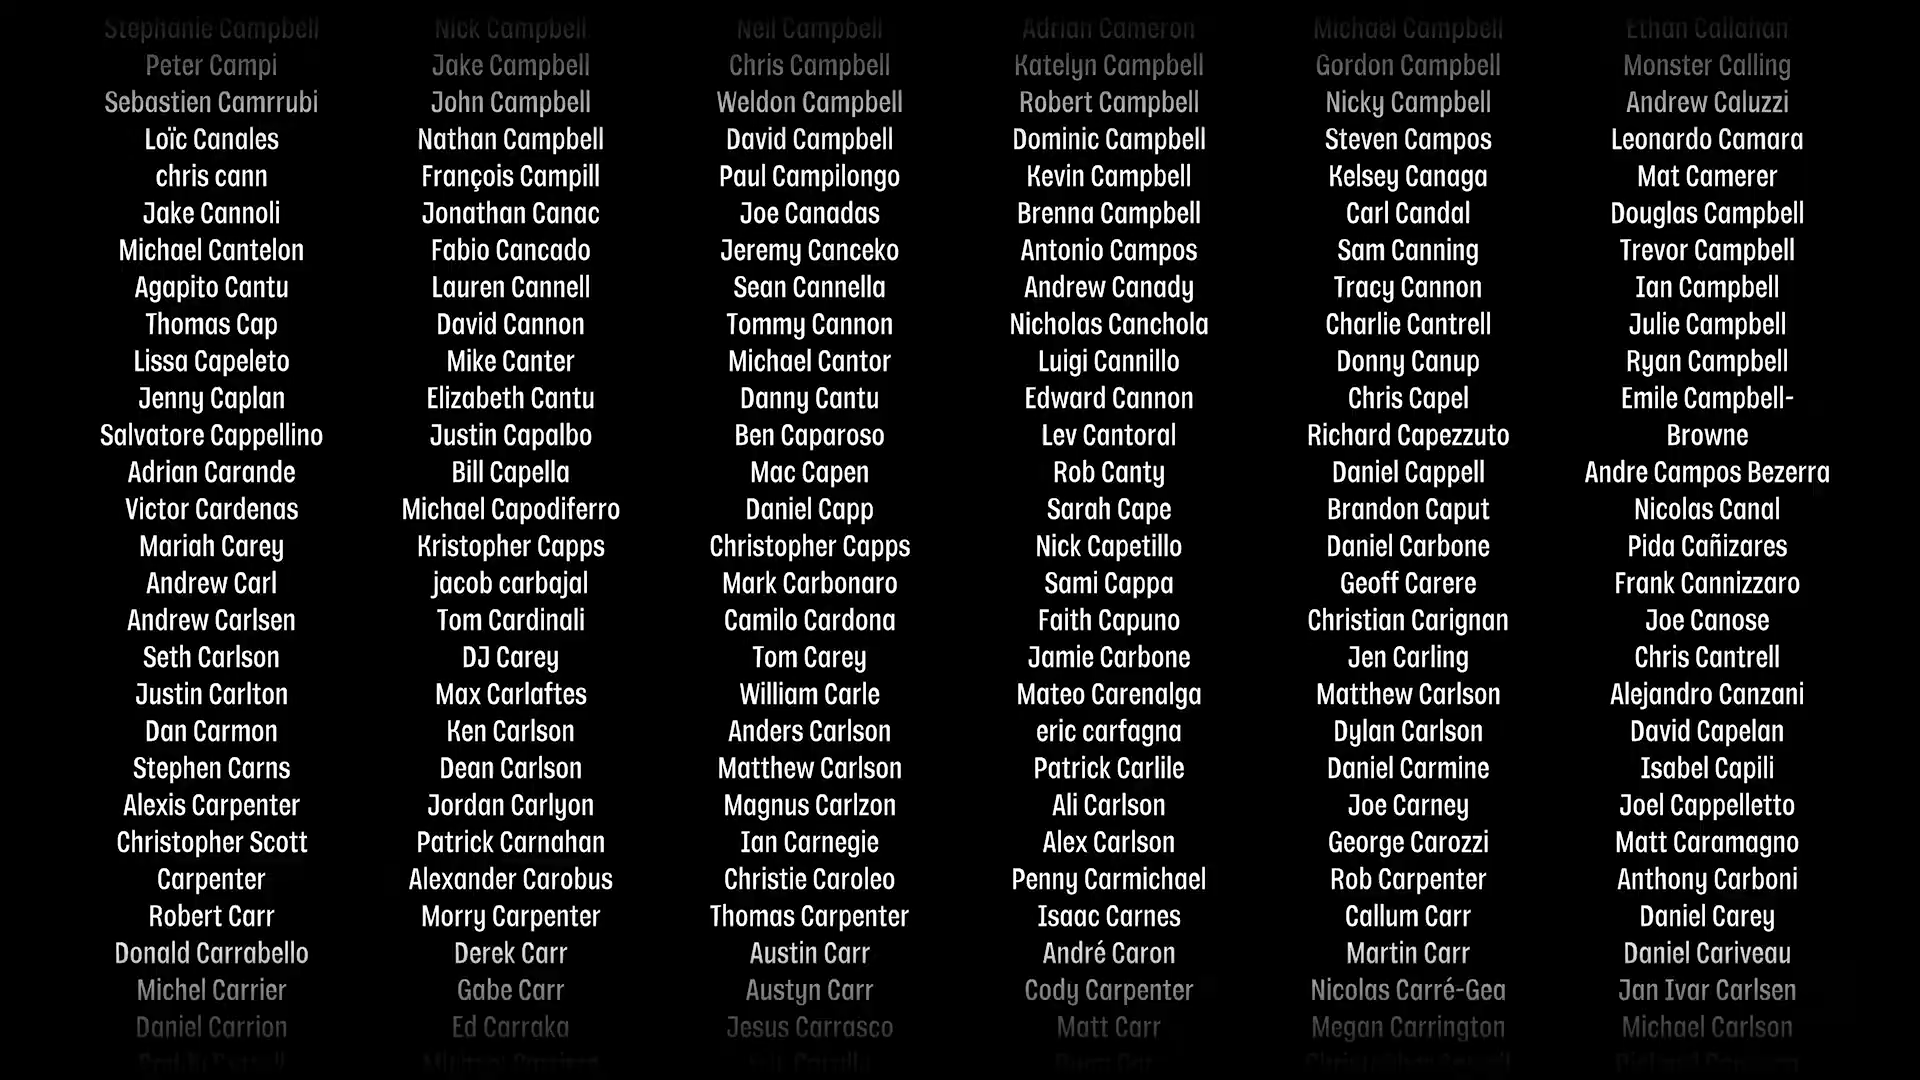 Stephanie Campbell
Peter Campi
Sebastien Camrrubi
Loïc Canales
chris cann
Jake Cannoli
Michael Cantelon
Agapito Cantu
Thomas Cap
Lissa Capeleto
Jenny Caplan
Salvatore Cappellino
Adrian Carande
Victor Cardenas
Mariah Carey
Andrew Carl
Andrew Carlsen
Seth Carlson
Justin Carlton
Dan Carmon
Stephen Carns
Alexis Carpenter
Christopher Scott
Carpenter
Robert Carr
Donald Carrabello
Michel Carrier
Daniel Carrion
Nick Campbell
Jake Campbell
John Campbell
Nathan Campbell
François Campill
Jonathan Canac
Fabio Cancado
Lauren Cannell
David Cannon
Mike Canter
Elizabeth Cantu
Justin Capalbo
Bill Capella
Michael Capodiferro
Kristopher Capps
jacob carbajal
Tom Cardinali
DJ Carey
Max Carlaftes
Ken Carlson
Dean Carlson
Jordan Carlyon
Patrick Carnahan
Alexander Carobus
Morry Carpenter
Derek Carr
Gabe Carr
Ed Carraka
Neil Campbell
Chris Campbell
Weldon Campbell
David Campbell
Paul Campilongo
Joe Canadas
Jeremy Canceko
Sean Cannella
Tommy Cannon
Michael Cantor
Danny Cantu
Ben Caparoso
Mac Capen
Daniel Capp
Christopher Capps
Mark Carbonaro
Camilo Cardona
Tom Carey
William Carle
Anders Carlson
Matthew Carlson
Magnus Carlzon
Ian Carnegie
Christie Caroleo
Thomas Carpenter
Austin Carr
Austyn Carr
Jesus Carrasco
Adrian Cameron
Katelyn Campbell
Robert Campbell
Dominic Campbell
Kevin Campbell
Brenna Campbell
Antonio Campos
Andrew Canady
Nicholas Canchola
Luigi Cannillo
Edward Cannon
Lev Cantoral
Rob Canty
Sarah Cape
Nick Capetillo
Sami Cappa
Faith Capuno
Jamie Carbone
Mateo Carenalga
eric carfagna
Patrick Carlile
Ali Carlson
Alex Carlson
Penny Carmichael
Isaac Carnes
André Caron
Cody Carpenter
Matt Carr
Michael Campbell
Gordon Campbell
Nicky Campbell
Steven Campos
Kelsey Canaga
Carl Candal
Sam Canning
Tracy Cannon
Charlie Cantrell
Donny Canup
Chris Capel
Richard Capezzuto
Daniel Cappell
Brandon Caput
Daniel Carbone
Geoff Carere
Christian Carignan
Jen Carling
Matthew Carlson
Dylan Carlson
Daniel Carmine
Joe Carney
George Carozzi
Rob Carpenter
Callum Carr
Martin Carr
Nicolas Carré-Gea
Megan Carrington
Ethan Callahan
Monster Calling
Andrew Caluzzi
Leonardo Camara
Mat Camerer
Douglas Campbell
Trevor Campbell
Ian Campbell
Julie Campbell
Ryan Campbell
Emile Campbell-
Browne
Andre Campos Bezerra
Nicolas Canal
Pida Cañizares
Frank Cannizzaro
Joe Canose
Chris Cantrell
Alejandro Canzani
David Capelan
Isabel Capili
Joel Cappelletto
Matt Caramagno
Anthony Carboni
Daniel Carey
Daniel Cariveau
Jan Ivar Carlsen
Michael Carlson